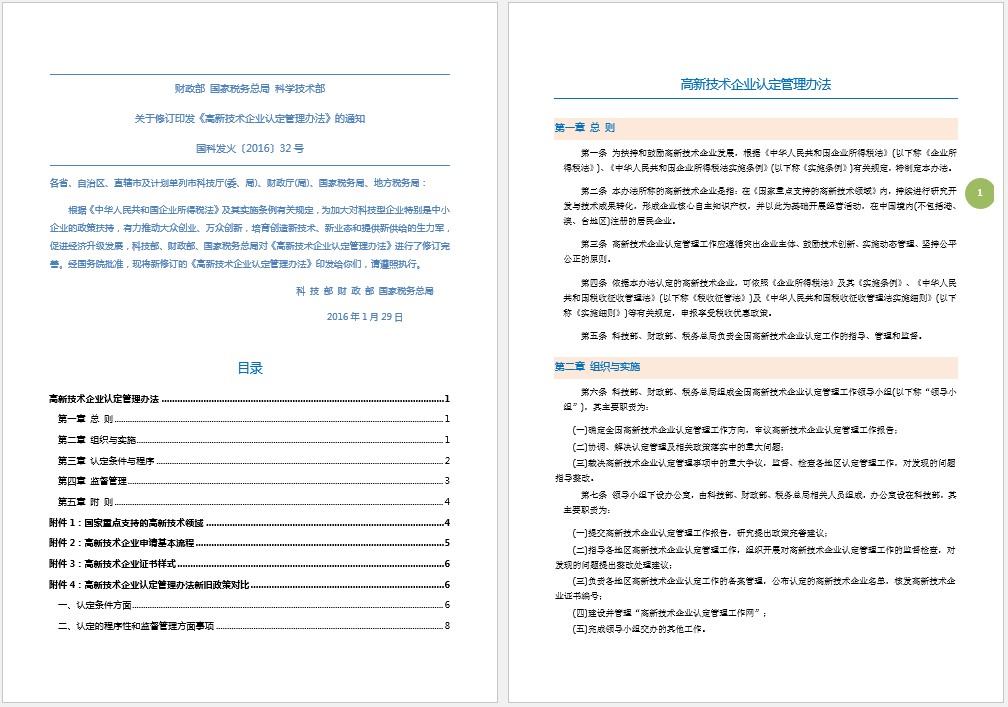 财政部 国家税务总局 科学技术部
关于修订印发《高新技术企业认定管理办法》的通知
国科发火〔2016〕32号
各省、自治区、直辖市及计划单列市科技厅(委、局)、财政厅(局)、国家税务局、地方税务局：
根据《中华人民共和国企业所得税法》及其实施条例有关规定，为加大对科技型企业特别是中小
企业的政策扶持，有力推动大众创业、万众创新，培育创造新技术、新业态和提供新供给的生力军，
促进经济升级发展，科技部、财政部、国家税务总局对《高新技术企业认定管理办法》进行了修订完
善。经国务院批准，现将新修订的《高新技术企业认定管理办法》印发给你们，请遵照执行。
科 技 部 财 政 部 国家税务总局
2016年1月29日
目录
高新技术企业认定管理办法 ........ 1
第一章 总 则 ........ 1
第二章 组织与实施 ........ 1
第三章 认定条件与程序 ........ 2
第四章 监督管理 ........ 3
第五章 附 则 ........ 4
附件1：国家重点支持的高新技术领域 ........ 4
附件2：高新技术企业申请基本流程 ........ 5
附件3：高新技术企业证书样式 ........ 6
附件4：高新技术企业认定管理办法新旧政策对比 ........ 6
一、认定条件方面 ........ 6
二、认定的程序性和监督管理方面事项 ........ 8
高新技术企业认定管理办法
第一章 总 则
第一条 为扶持和鼓励高新技术企业发展，根据《中华人民共和国企业所得税法》(以下称《企业所
得税法》)、《中华人民共和国企业所得税法实施条例》(以下称《实施条例》)有关规定，特制定本办法。
第二条 本办法所称的高新技术企业是指：在《国家重点支持的高新技术领域》内，持续进行研究开
发与技术成果转化，形成企业核心自主知识产权，并以此为基础开展经营活动，在中国境内(不包括港、
澳、台地区)注册的居民企业。
1
第三条 高新技术企业认定管理工作应遵循突出企业主体、鼓励技术创新、实施动态管理、坚持公平
公正的原则。
第四条 依据本办法认定的高新技术企业，可依照《企业所得税法》及其《实施条例》、《中华人民
共和国税收征收管理法》(以下称《税收征管法》)及《中华人民共和国税收征收管理法实施细则》(以下
称《实施细则》)等有关规定，申报享受税收优惠政策。
第五条 科技部、财政部、税务总局负责全国高新技术企业认定工作的指导、管理和监督。
第二章 组织与实施
第六条 科技部、财政部、税务总局组成全国高新技术企业认定管理工作领导小组(以下称“领导小
组”)，其主要职责为：
(一)确定全国高新技术企业认定管理工作方向，审议高新技术企业认定管理工作报告；
(二)协调、解决认定管理及相关政策落实中的重大问题；
(三)裁决高新技术企业认定管理事项中的重大争议，监督、检查各地区认定管理工作，对发现的问题
指导整改。
第七条 领导小组下设办公室，由科技部、财政部、税务总局相关人员组成，办公室设在科技部，其
主要职责为：
(一)提交高新技术企业认定管理工作报告，研究提出政策完善建议；
(二)指导各地区高新技术企业认定管理工作，组织开展对高新技术企业认定管理工作的监督检查，对
发现的问题提出整改处理建议；
(三)负责各地区高新技术企业认定工作的备案管理，公布认定的高新技术企业名单，核发高新技术企
业证书编号；
(四)建设并管理“高新技术企业认定管理工作网”；
(五)完成领导小组交办的其他工作。